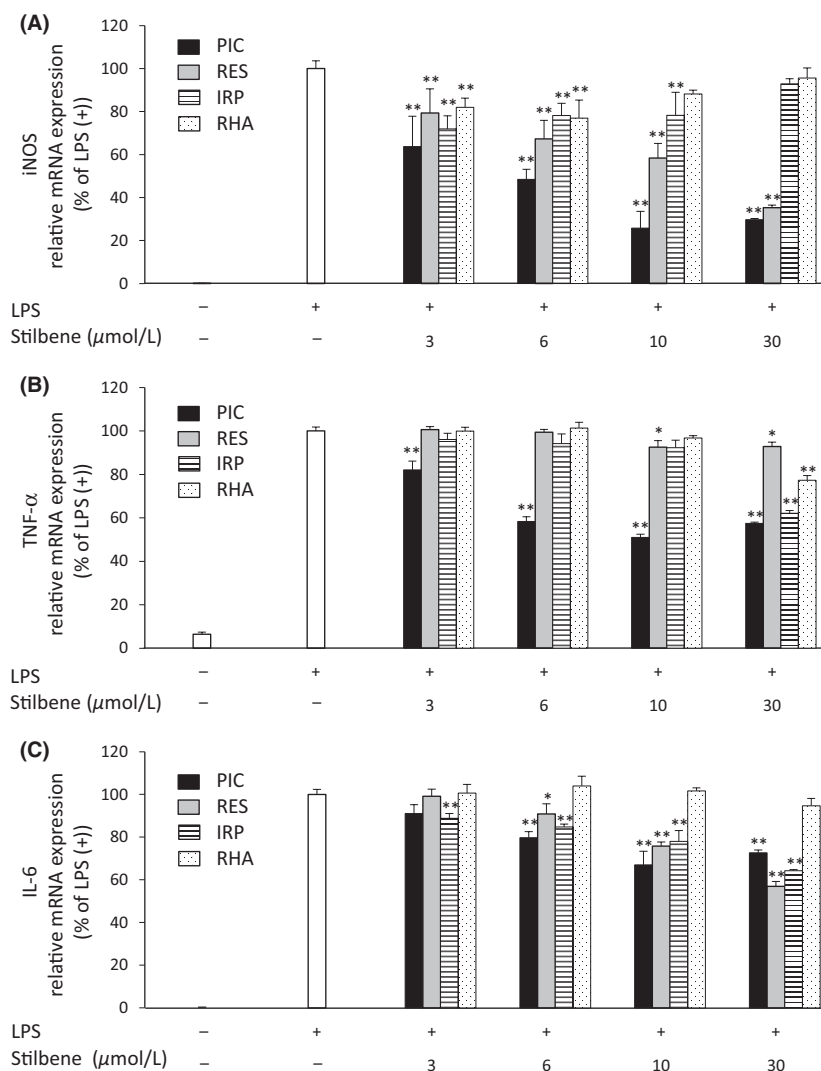 (A)
PIC
RES
IRP
RHA
iNOS
relative mRNA expression
(% of LPS (+))
120
100
80
60
40
20
0
** ** ** **
** ** ** **
** ** **
** **
LPS – + + + + +
Stilbene (µmol/L) – – 3 6 10 30
(B)
PIC
RES
IRP
RHA
TNF-α
relative mRNA expression
(% of LPS (+))
120
100
80
60
40
20
0
**
**
** *
** * ** **
LPS – + + + + +
Stilbene (µmol/L) – – 3 6 10 30
(C)
PIC
RES
IRP
RHA
IL-6
relative mRNA expression
(% of LPS (+))
120
100
80
60
40
20
0
**
** * **
** ** **
** ** **
LPS – + + + + +
Stilbene (µmol/L) – – 3 6 10 30